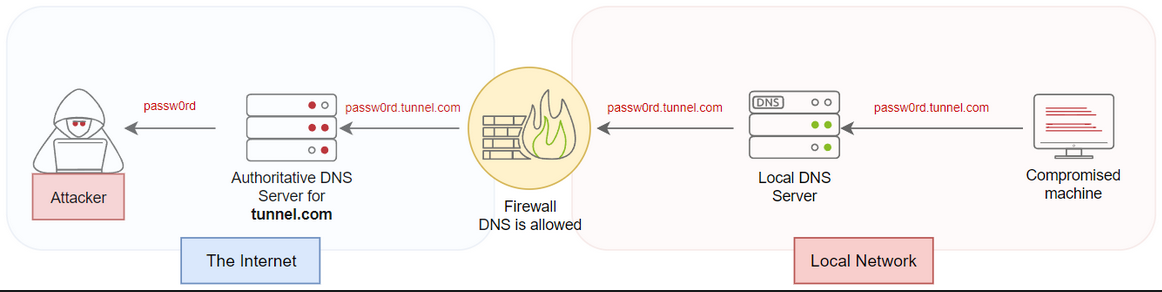 passw0rd
passw0rd.tunnel.com
passw0rd.tunnel.com
DNS
passw0rd.tunnel.com
Attacker
Authoritative DNS
Server for
tunnel.com
Firewall
DNS is allowed
Local DNS
Server
Compromised
machine
The Internet
Local Network